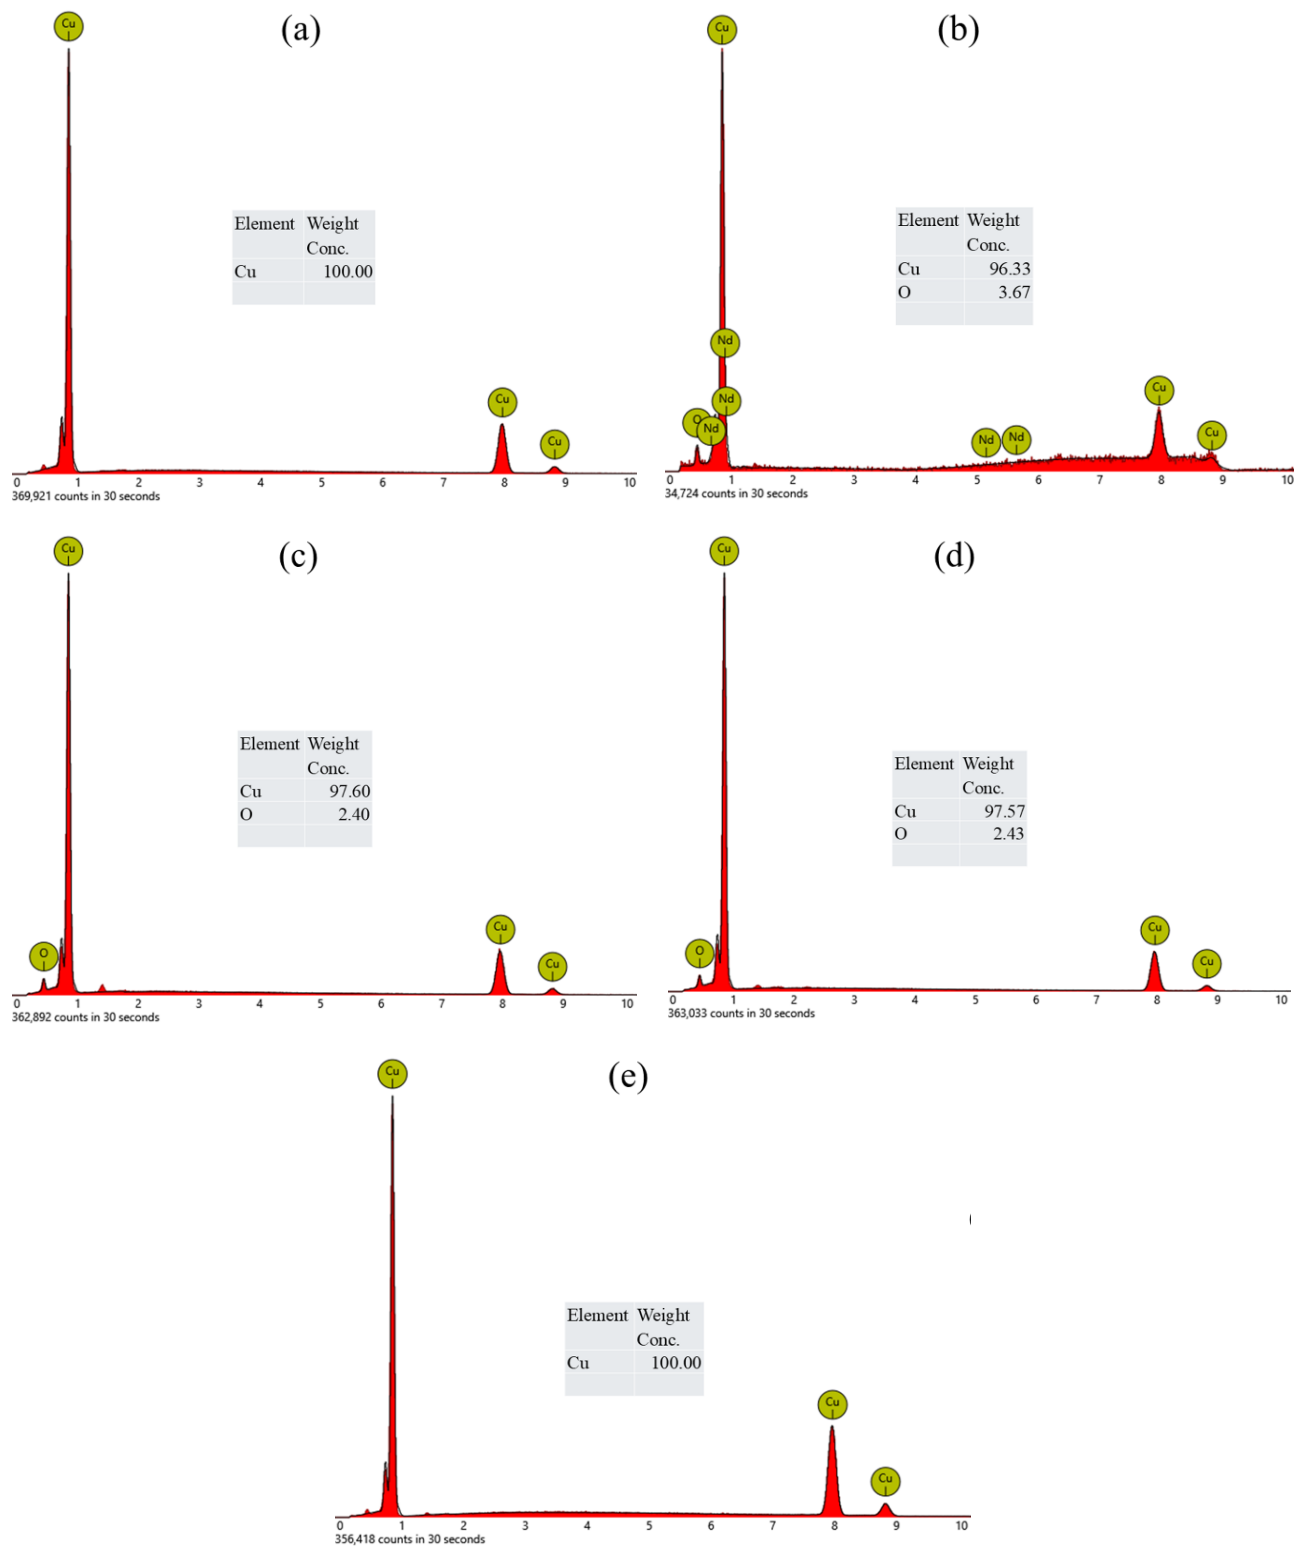 (a)
Cu
Element Weight
Conc.
Cu 100.00
Cu
Cu
0 1 2 3 4 5 6 7 8 9 10
369,921 counts in 30 seconds
(b)
Cu
Element Weight
Conc.
Cu 96.33
O 3.67
Nd
Nd
O
Nd
Nd
Nd
Cu
Cu
0 1 2 3 4 5 6 7 8 9 10
34,724 counts in 30 seconds
(c)
Cu
Element Weight
Conc.
Cu 97.60
O 2.40
O
Cu
Cu
0 1 2 3 4 5 6 7 8 9 10
362,892 counts in 30 seconds
(d)
Cu
Element Weight
Conc.
Cu 97.57
O 2.43
O
Cu
Cu
0 1 2 3 4 5 6 7 8 9 10
363,033 counts in 30 seconds
(e)
Cu
Element Weight
Conc.
Cu 100.00
Cu
Cu
0 1 2 3 4 5 6 7 8 9 10
356,418 counts in 30 seconds